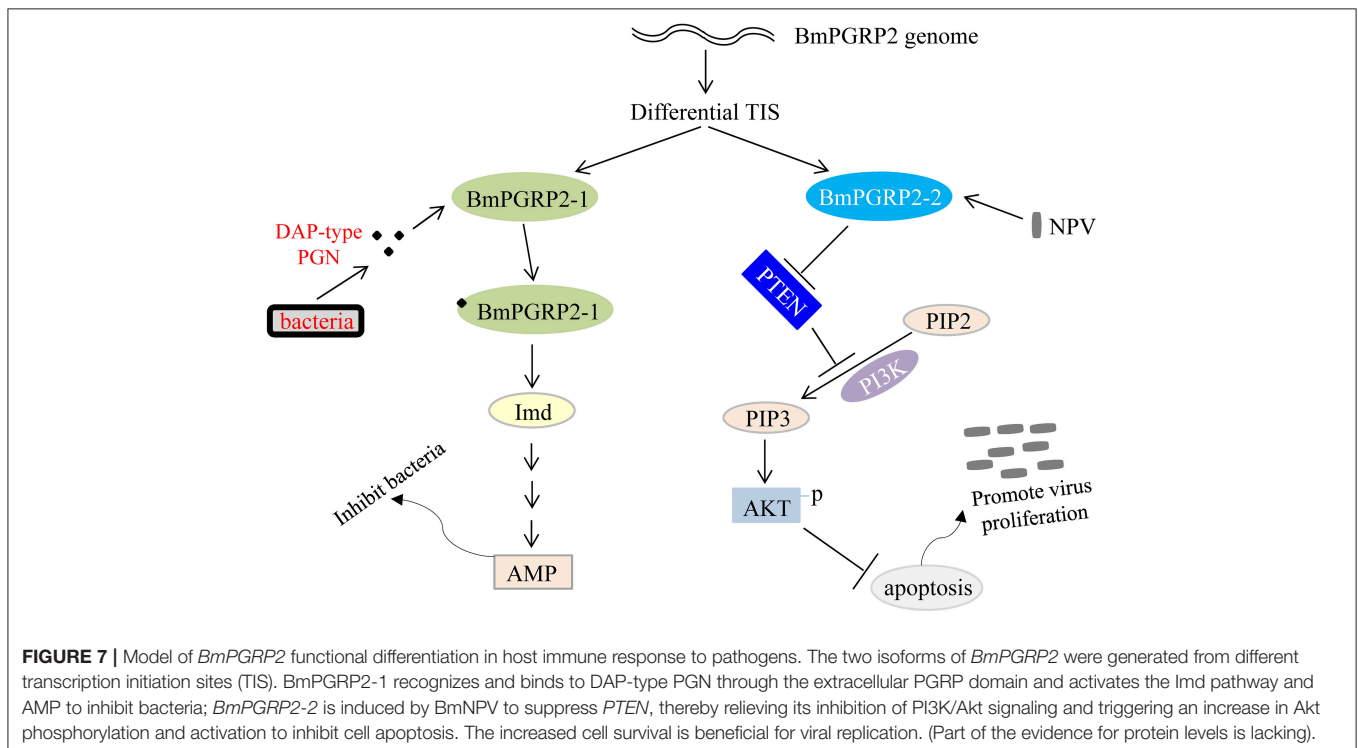 BmPGRP2 genome
Differential TIS
BmPGRP2-1
BmPGRP2-2
DAP-type
PGN
NPV
bacteria
BmPGRP2-1
PTEN
PIP2
PI3K
Imd
PIP3
Inhibit bacteria
AKT
p
Promote virus
proliferation
AMP
apoptosis
FIGURE 7 | Model of BmPGRP2 functional differentiation in host immune response to pathogens. The two isoforms of BmPGRP2 were generated from different
transcription initiation sites (TIS). BmPGRP2-1 recognizes and binds to DAP-type PGN through the extracellular PGRP domain and activates the Imd pathway and
AMP to inhibit bacteria; BmPGRP2-2 is induced by BmNPV to suppress PTEN, thereby relieving its inhibition of PI3K/Akt signaling and triggering an increase in Akt
phosphorylation and activation to inhibit cell apoptosis. The increased cell survival is beneficial for viral replication. (Part of the evidence for protein levels is lacking).